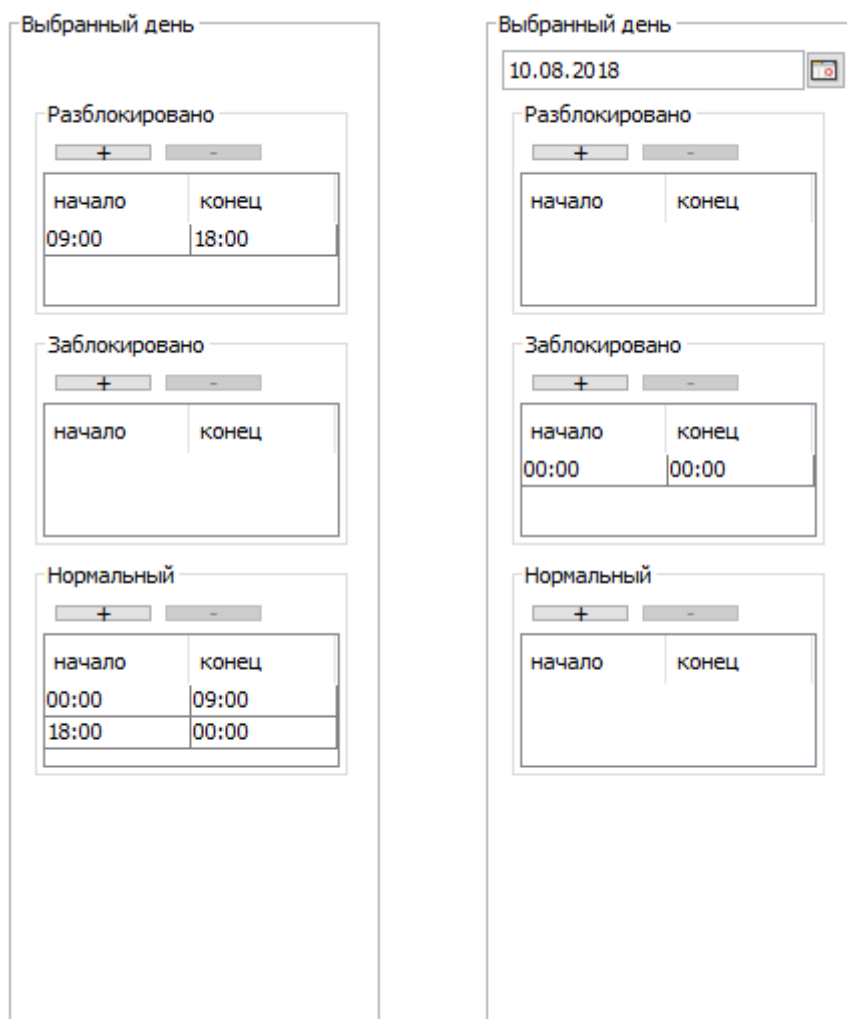 Выбранный день
Разблокировано
+ -
начало конец
09:00 18:00
Заблокировано
+ -
начало конец
Нормальный
+ -
начало конец
00:00 09:00
18:00 00:00
Выбранный день
10.08.2018
Разблокировано
+ -
начало конец
Заблокировано
+ -
начало конец
00:00 00:00
Нормальный
+ -
начало конец